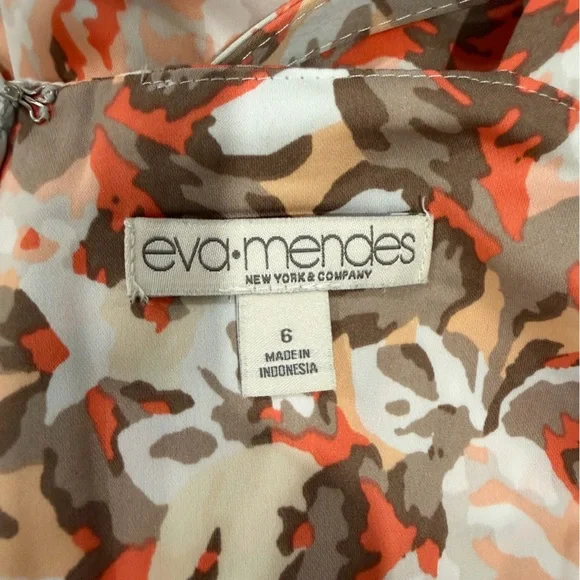 eva•mendes
NEW YORK & COMPANY
6
MADE IN
INDONESIA